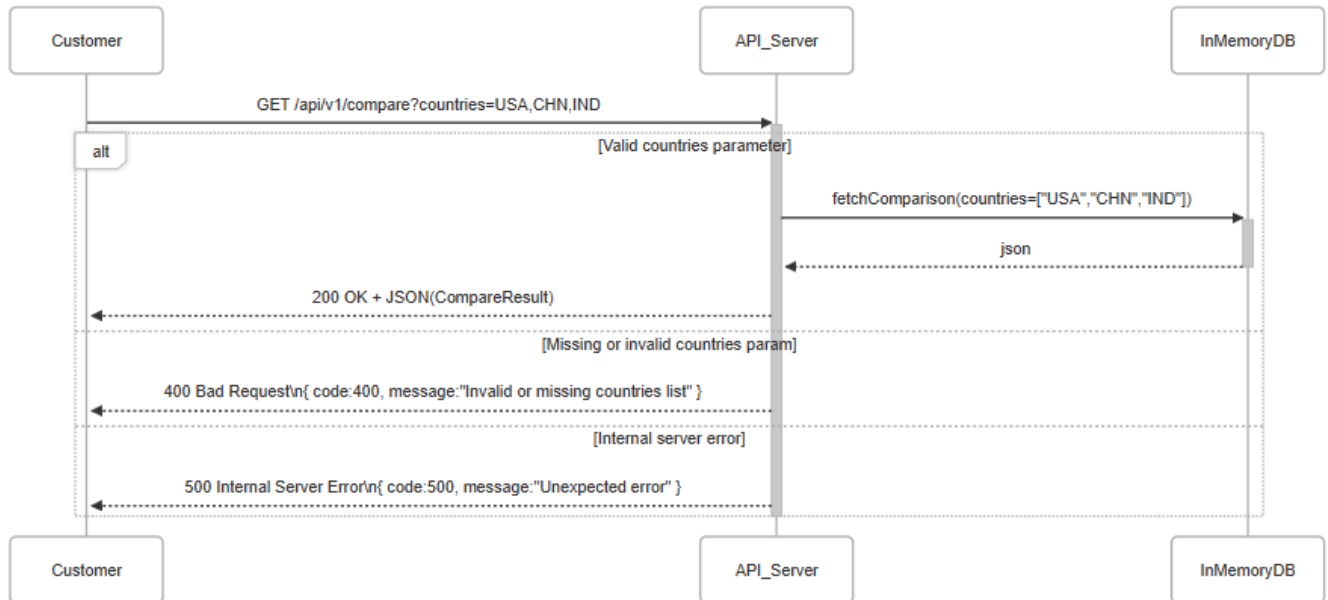 Customer
API_Server
InMemoryDB
GET /api/v1/compare?countries=USA,CHN,IND
alt
[Valid countries parameter]
fetchComparison(countries=["USA","CHN","IND"])
json
200 OK + JSON(CompareResult)
[Missing or invalid countries param]
400 Bad Request\n{ code:400, message:"Invalid or missing countries list" }
[Internal server error]
500 Internal Server Error\n{ code:500, message:"Unexpected error" }
Customer
API_Server
InMemoryDB